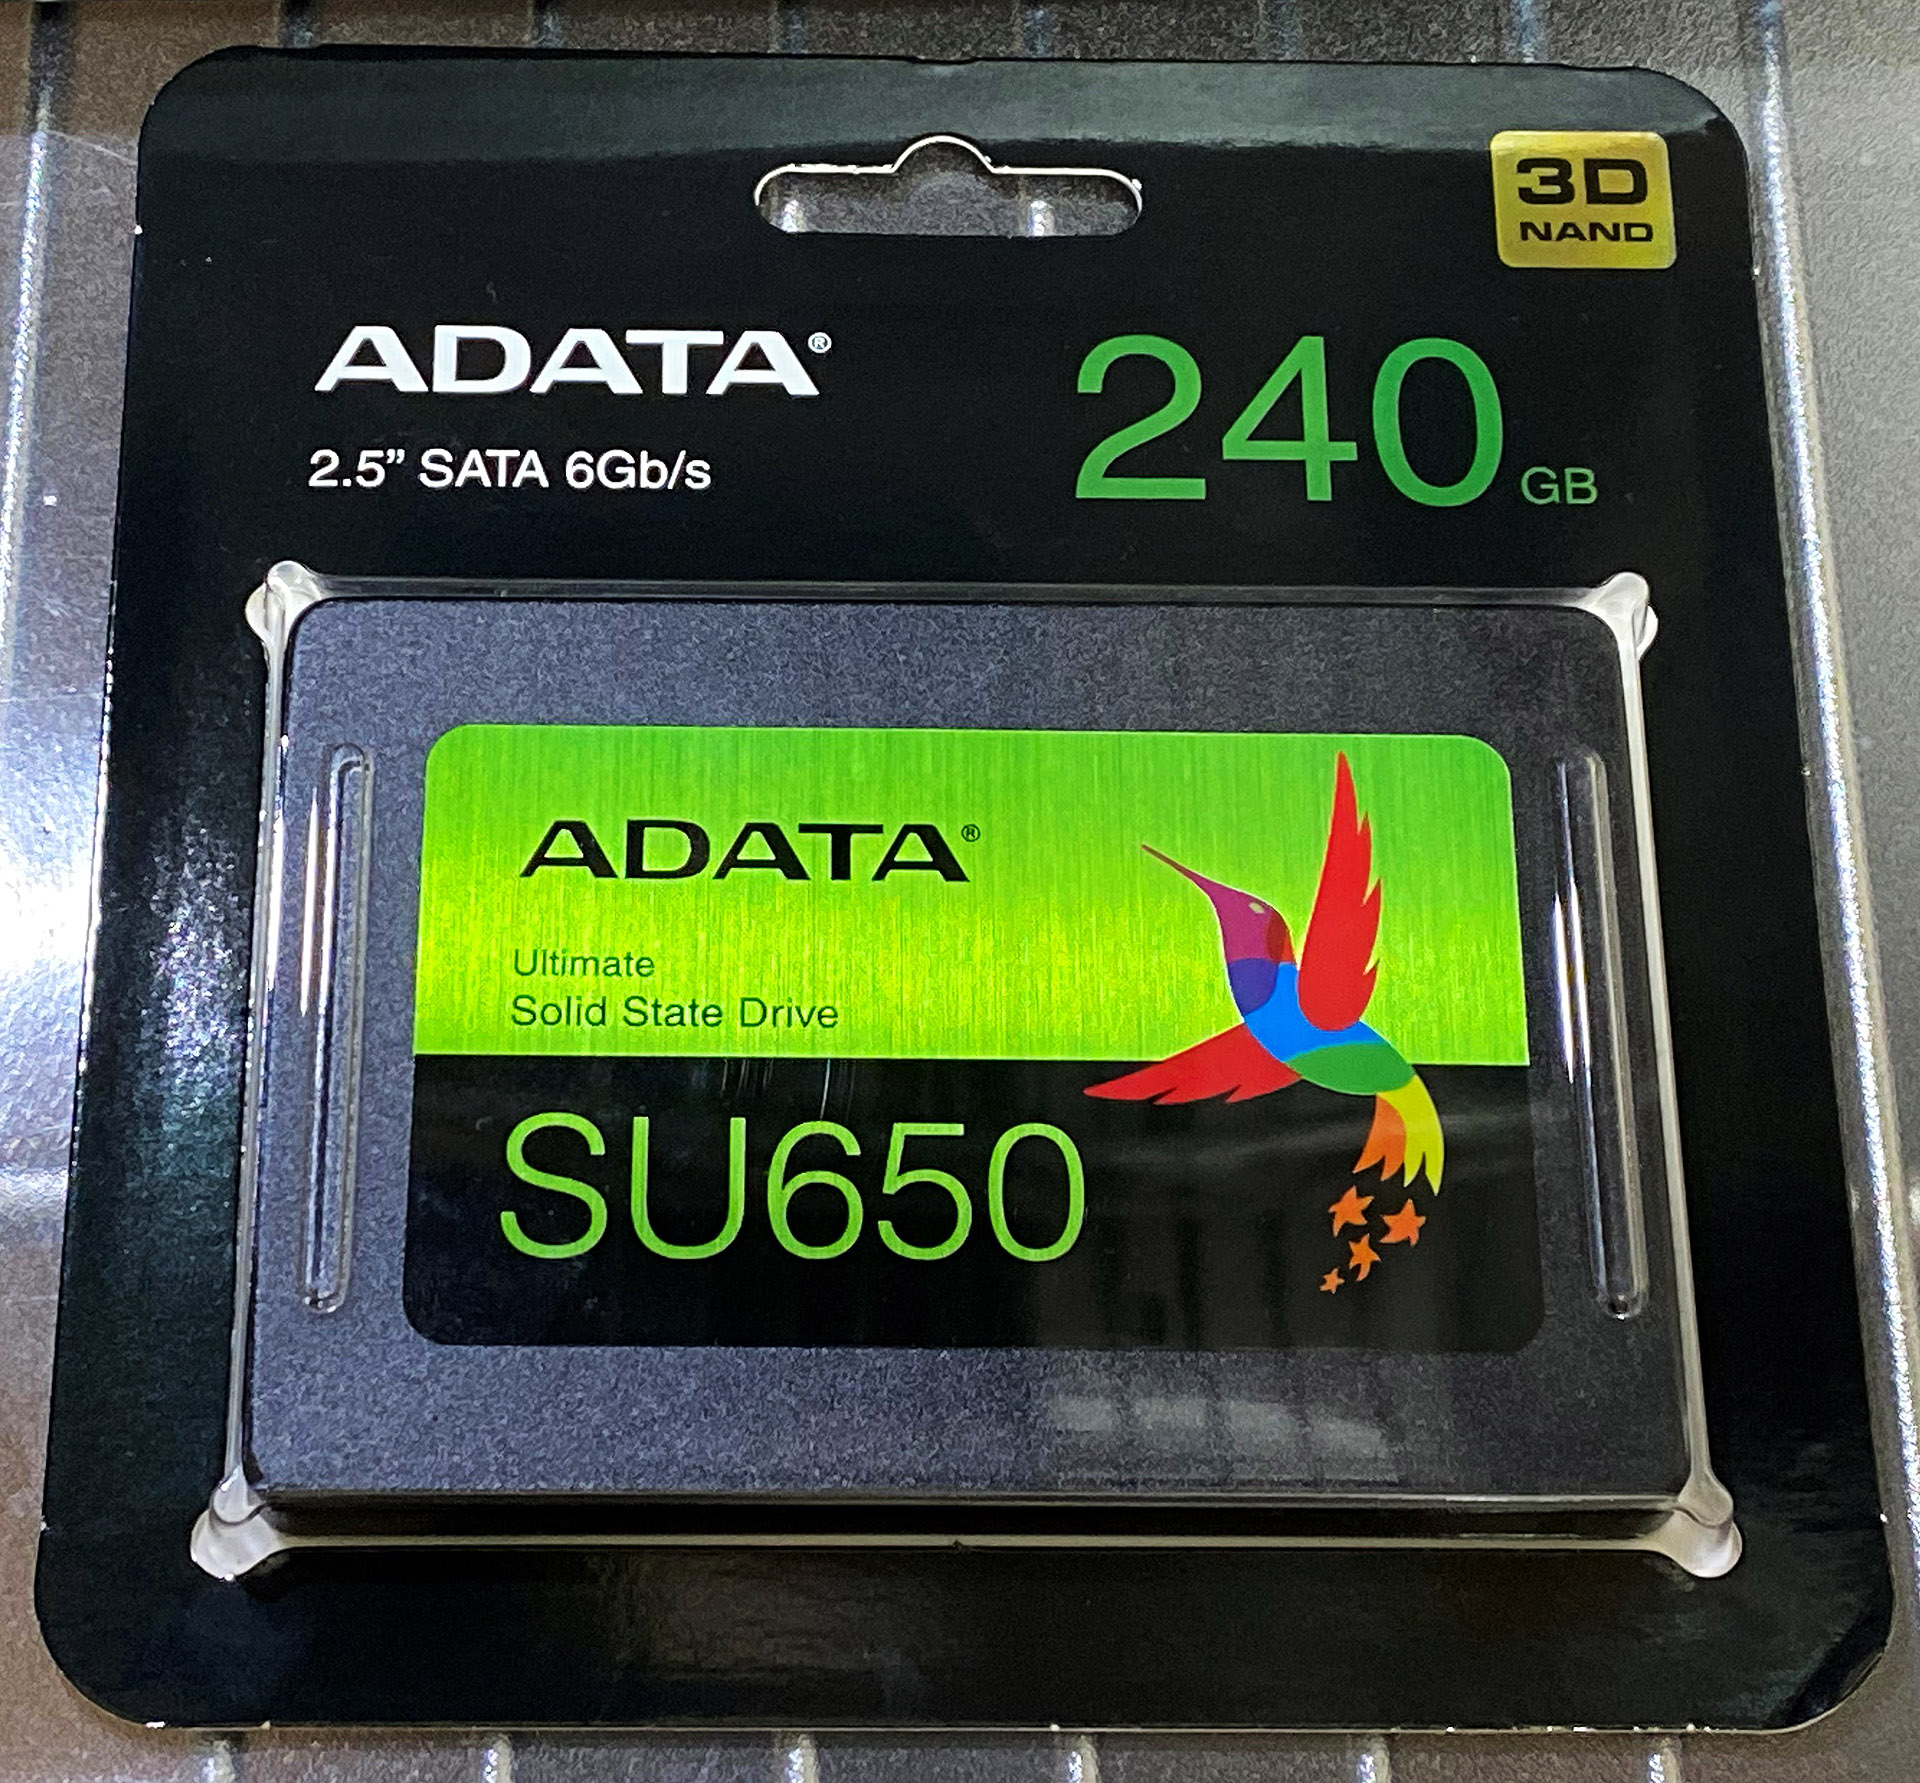 3D
NAND
ADATA®
2.5” SATA 6Gb/s
240 GB
ADATA®
Ultimate
Solid State Drive
SU650